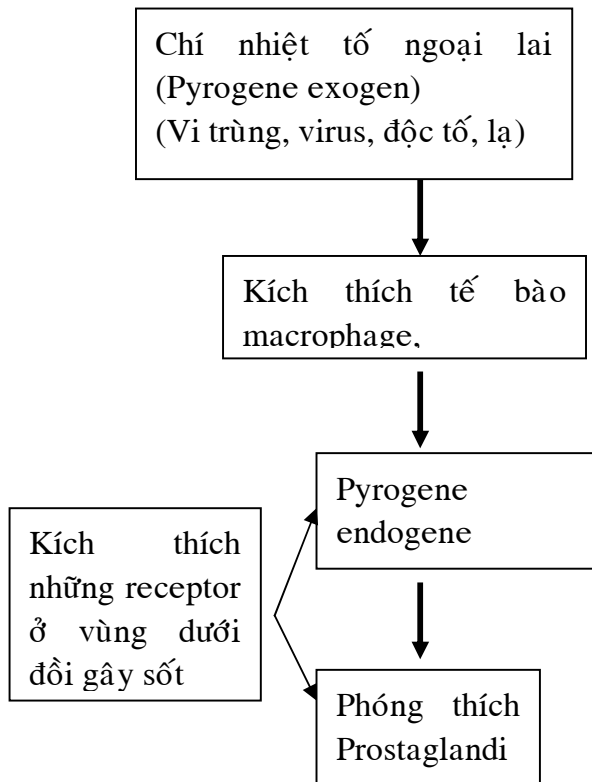 Chí nhiệt tố ngoại lai
(Pyrogene exogen)
(Vi trùng, virus, độc tố, lạ)
Kích thích tế bào
macrophage,
Pyrogene
endogene
Kích thích
những receptor
ở vùng dưới
đồi gây sốt
Phóng thích
Prostaglandi